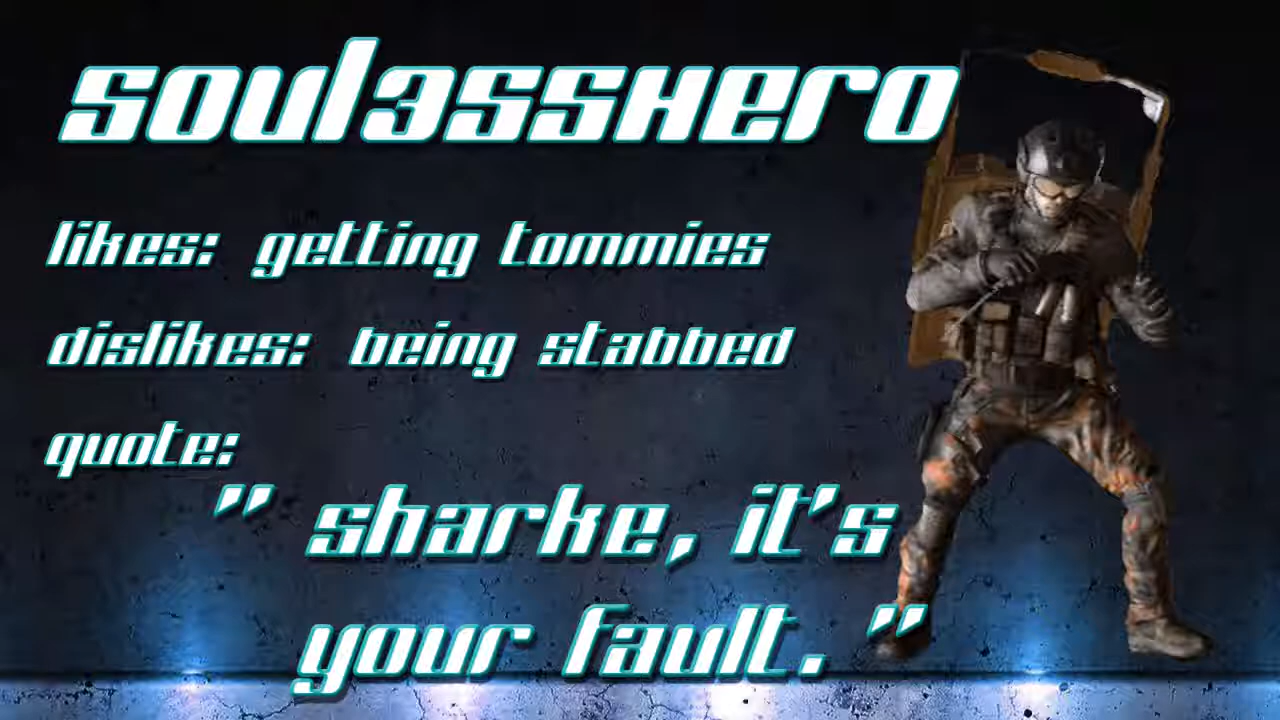 soul3ssHero
likes: getting tommies
dislikes: being stabbed
quote:
" sharke, it's
your fault. "